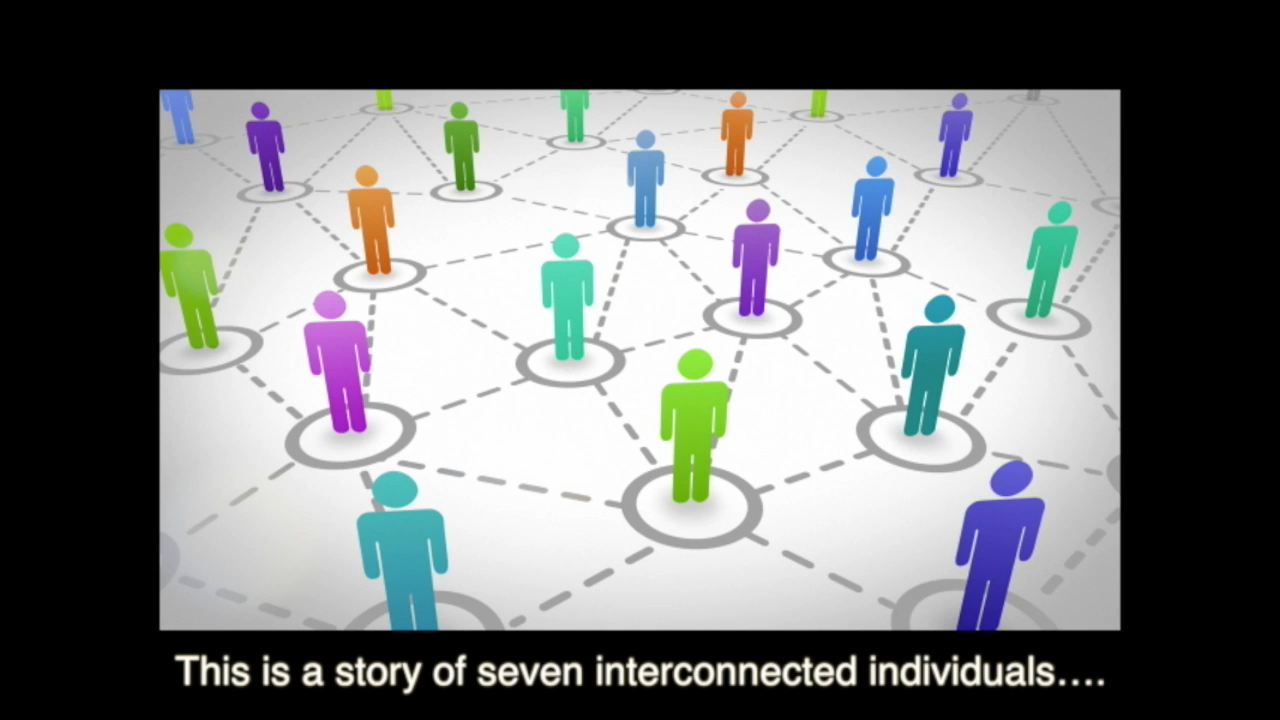 This is a story of seven interconnected individuals....